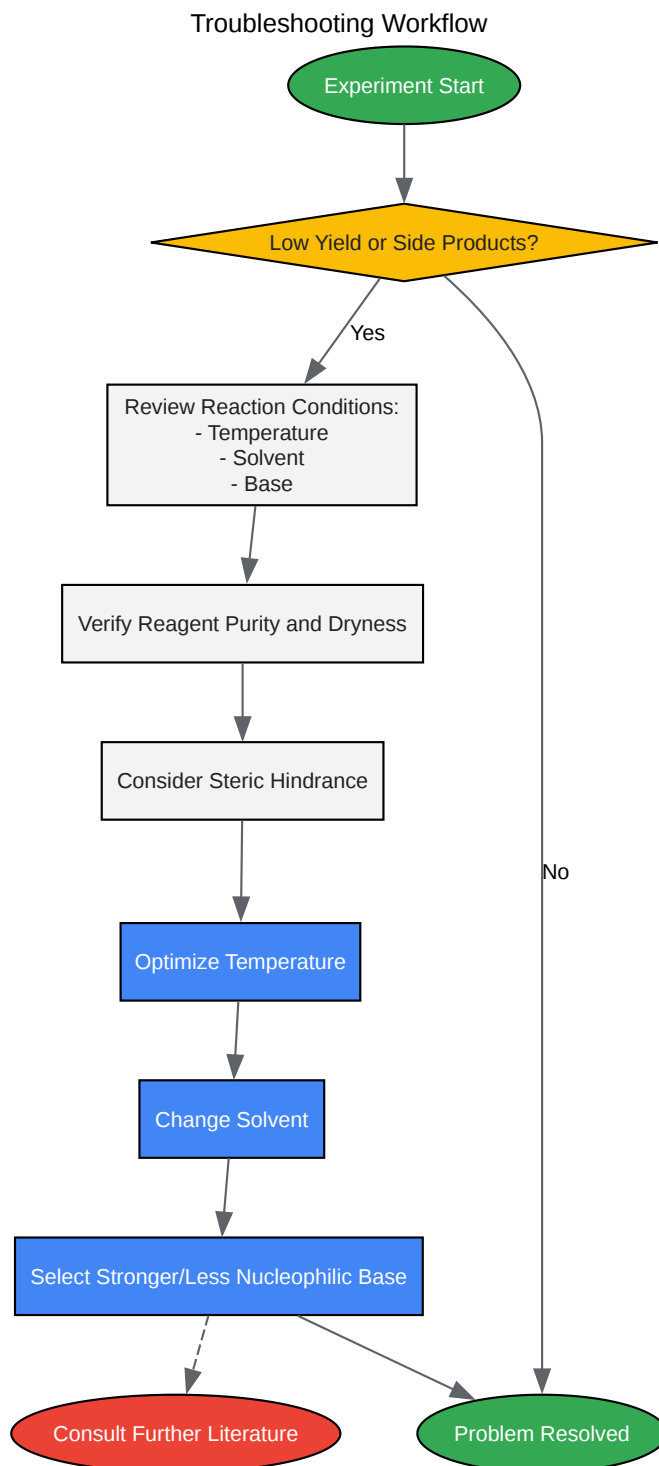 Troubleshooting Workflow
Experiment Start
Low Yield or Side Products?
Yes
Review Reaction Conditions:
- Temperature
- Solvent
- Base
Verify Reagent Purity and Dryness
Consider Steric Hindrance
No
Optimize Temperature
Change Solvent
Select Stronger/Less Nucleophilic Base
Consult Further Literature
Problem Resolved